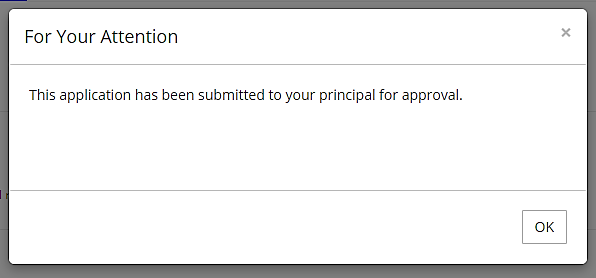 For Your Attention
×
This application has been submitted to your principal for approval.
OK